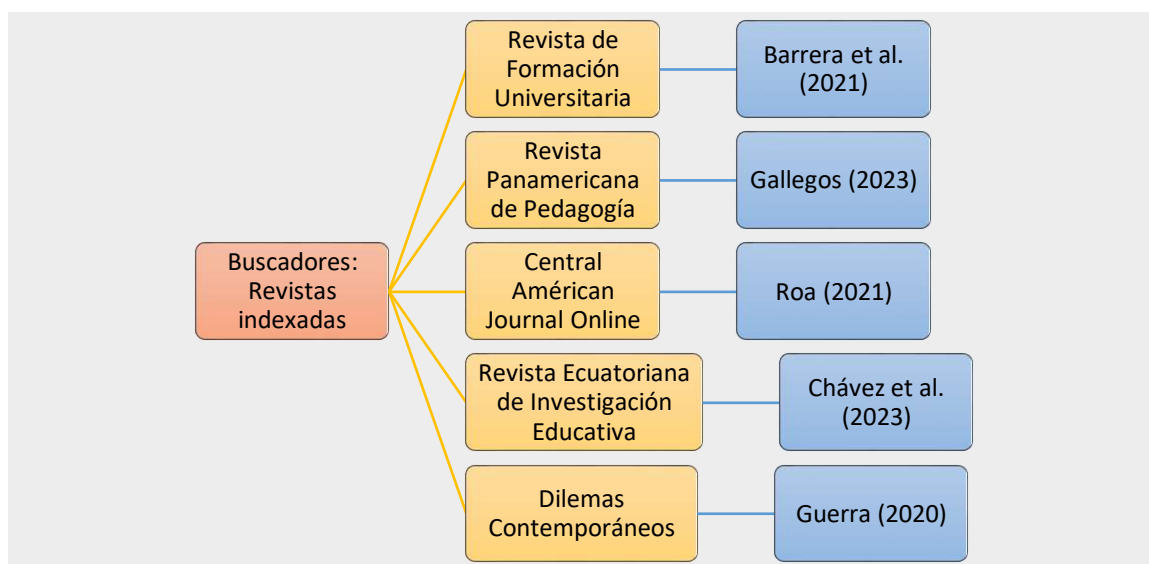 Buscadores:
Revistas
indexadas
Revista de
Formación
Universitaria
Barrera et al.
(2021)
Revista
Panamericana
de Pedagogía
Gallegos (2023)
Central
Américan
Journal Online
Roa (2021)
Revista Ecuatoriana
de Investigación
Educativa
Chávez et al.
(2023)
Dilemas
Contemporáneos
Guerra (2020)